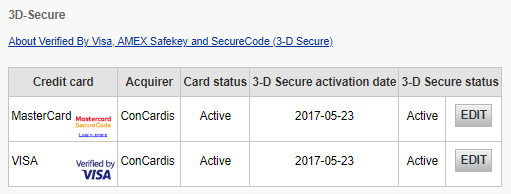 3D-Secure
About Verified By Visa, AMEX Safekey and SecureCode (3-D Secure)
Credit card Acquirer Card status 3-D Secure activation date 3-D Secure status
MasterCard Mastercard SecureCode Learn more ConCardis Active 2017-05-23 Active EDIT
VISA Verified by VISA ConCardis Active 2017-05-23 Active EDIT